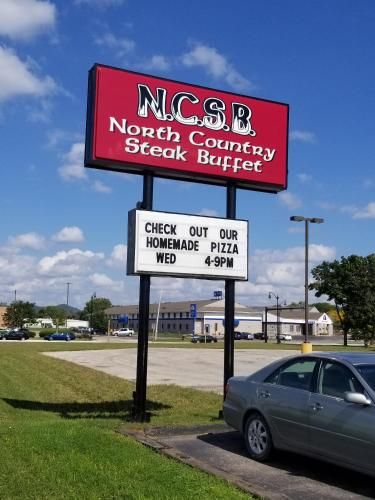 N.C.S.B.
North Country
Steak Buffet
CHECK OUT OUR
HOMEMADE PIZZA
WED 4-9PM